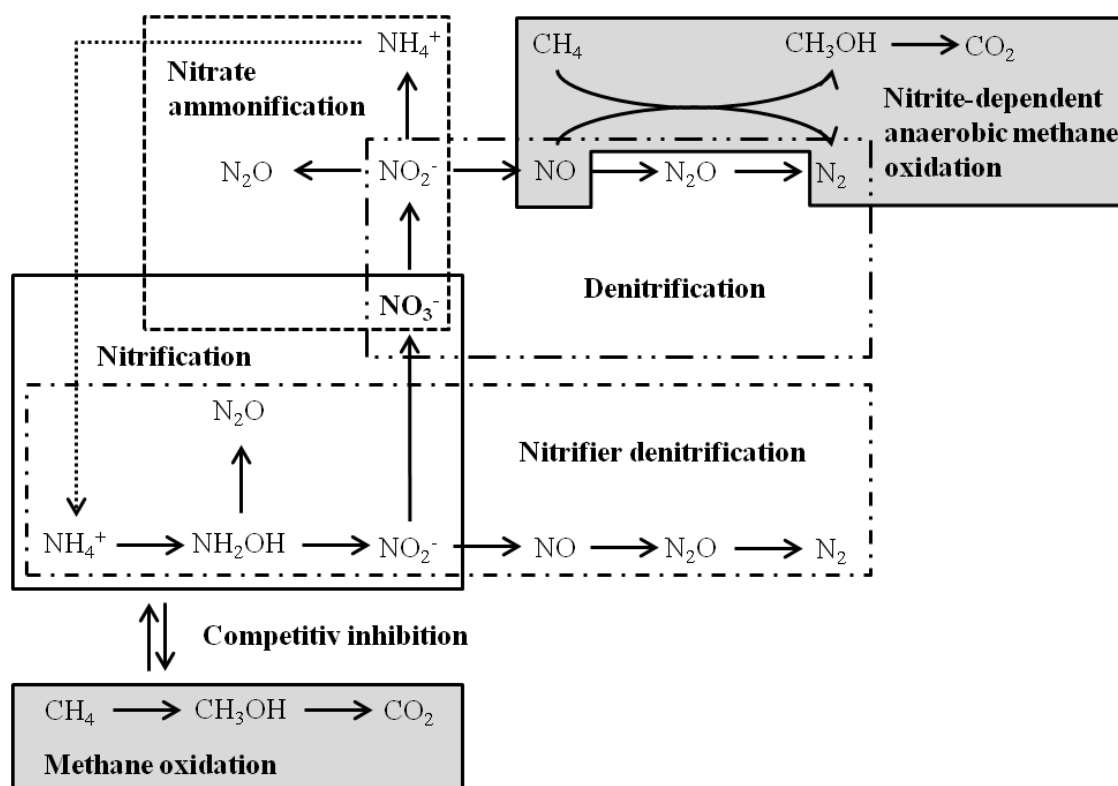 NH₄⁺ CH₄ CH₃OH CO₂
Nitrate
ammonification
Nitrite-dependent
anaerobic methane
oxidation
N₂O NO₂⁻ NO N₂O N₂
Denitrification
NO₃⁻
Nitrification
N₂O
Nitrifier denitrification
NH₄⁺ NH₂OH NO₂⁻ NO N₂O N₂
Competitiv inhibition
CH₄ CH₃OH CO₂
Methane oxidation